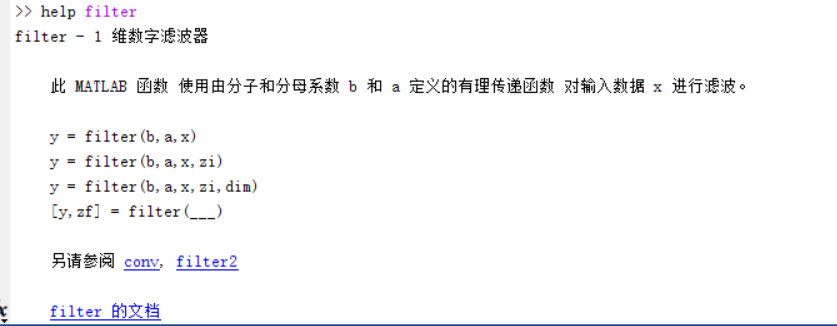 >> help filter
filter - 1 维数字滤波器
此 MATLAB 函数 使用由分子和分母系数 b 和 a 定义的有理传递函数 对输入数据 x 进行滤波。
y = filter(b,a,x)
y = filter(b,a,x,zi)
y = filter(b,a,x,zi,dim)
[y,zf] = filter(___)
另请参阅 conv, filter2
filter 的文档